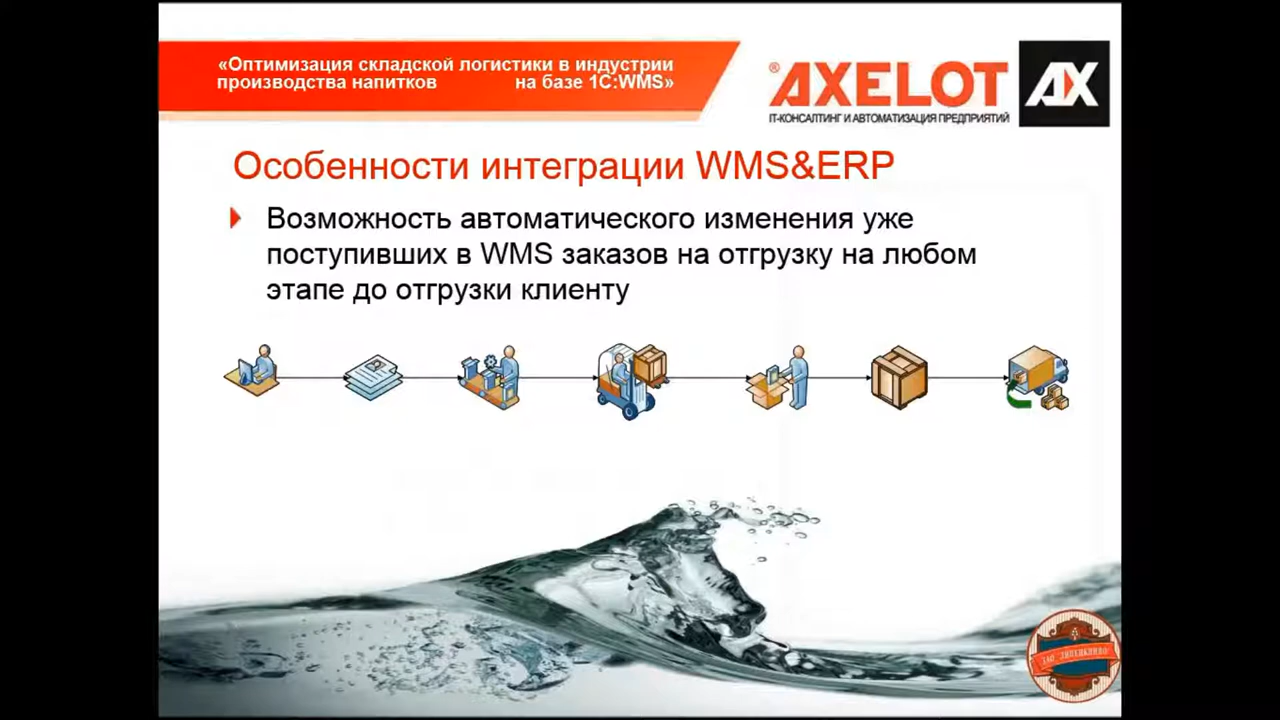 «Оптимизация складской логистики в индустрии
производства напитков на базе 1С:WMS»
® AXELOT AX
IT-КОНСАЛТИНГ И АВТОМАТИЗАЦИЯ ПРЕДПРИЯТИЙ
Особенности интеграции WMS&ERP
Возможность автоматического изменения уже
поступивших в WMS заказов на отгрузку на любом
этапе до отгрузки клиенту